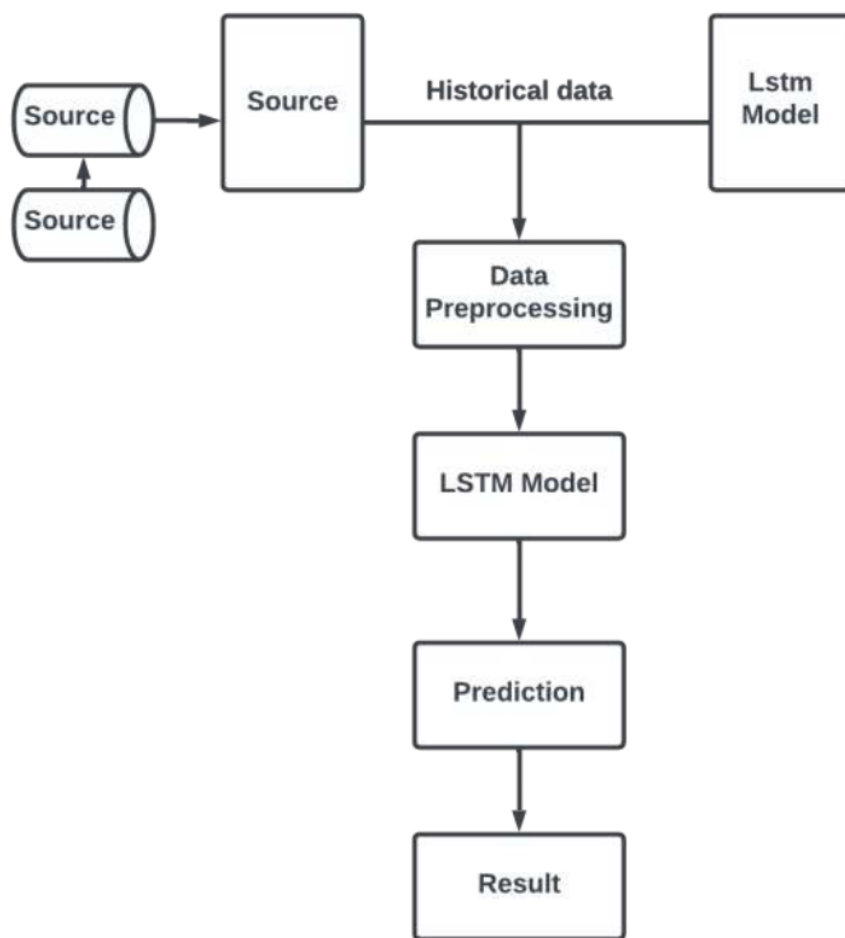 Source
Source
Source
Historical data
Lstm
Model
Data
Preprocessing
LSTM Model
Prediction
Result